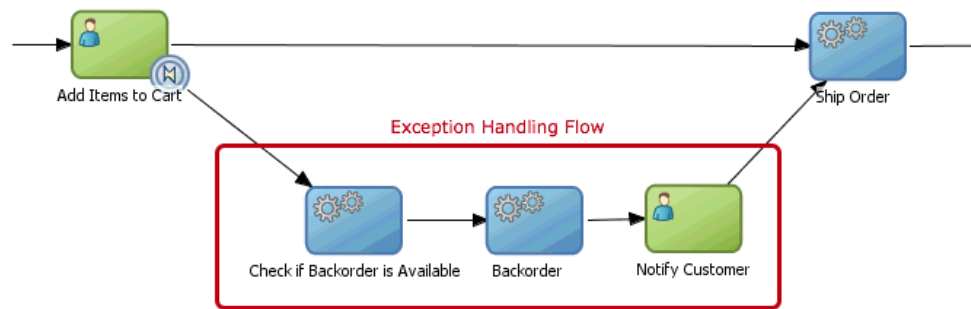 Add Items to Cart
Ship Order
Exception Handling Flow
Check if Backorder is Available
Backorder
Notify Customer